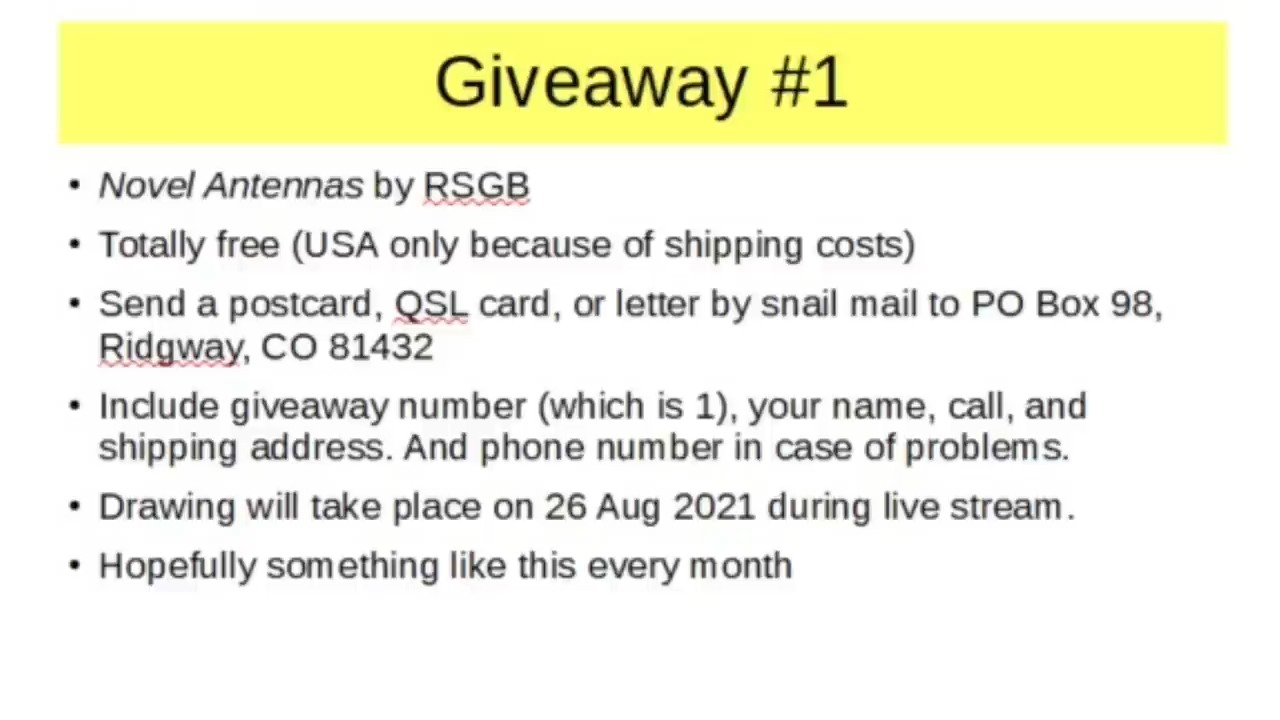 Giveaway #1
• Novel Antennas by RSGB
• Totally free (USA only because of shipping costs)
• Send a postcard, QSL card, or letter by snail mail to PO Box 98,
Ridgway, CO 81432
• Include giveaway number (which is 1), your name, call, and
shipping address. And phone number in case of problems.
• Drawing will take place on 26 Aug 2021 during live stream.
• Hopefully something like this every month